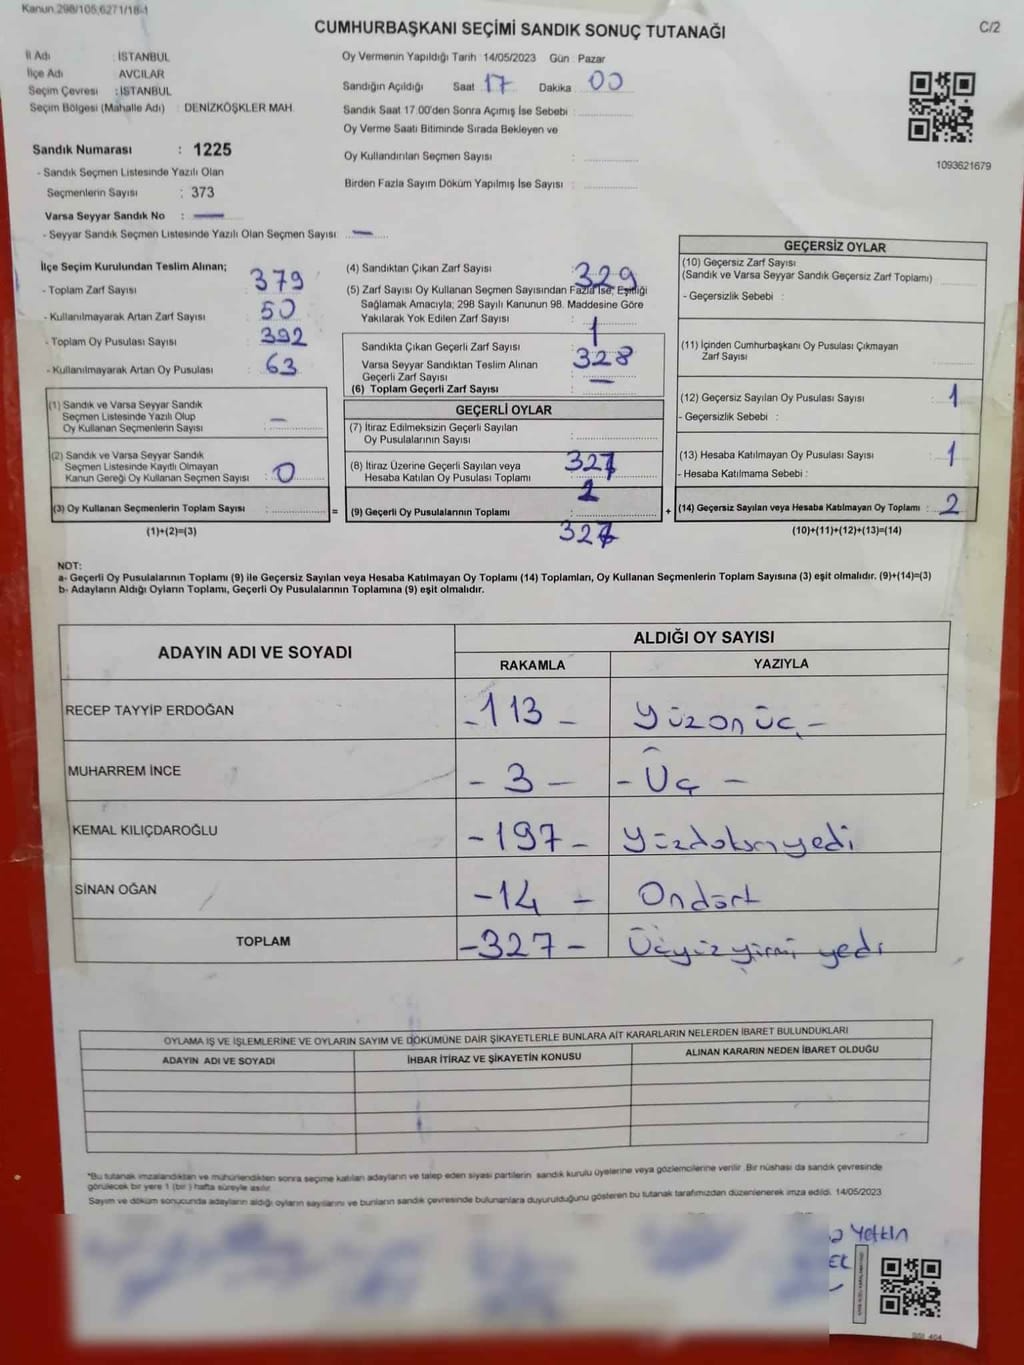 Kanun 298/105,6271/18-1
CUMHURBAŞKANI SEÇİMİ SANDIK SONUÇ TUTANAĞI
C/2
İl Adı : İSTANBUL
İlçe Adı AVCILAR
Seçim Çevresi : İSTANBUL
Seçim Bölgesi (Mahalle Adı) : DENİZKÖŞKLER MAH.
Oy Vermenin Yapıldığı Tarih 14/05/2023 Gün Pazar
Sandığın Açıldığı Saat 17 Dakika 00
Sandık Saat 17.00'den Sonra Açımış İse Sebebi :
Oy Verme Saati Bitiminde Sırada Bekleyen ve
Oy Kullandırılan Seçmen Sayısı :
Birden Fazla Sayım Döküm Yapılmış İse Sayısı :
1093621679
Sandık Numarası : 1225
- Sandık Seçmen Listesinde Yazılı Olan
Seçmenlerin Sayısı : 373
Varsa Seyyar Sandık No : —
- Seyyar Sandık Seçmen Listesinde Yazılı Olan Seçmen Sayısı: —
İlçe Seçim Kurulundan Teslim Alınan;
- Toplam Zarf Sayısı 379
- Kullanılmayarak Artan Zarf Sayısı 50
- Toplam Oy Pusulası Sayısı 392
- Kullanılmayarak Artan Oy Pusulası : 63
(1) Sandık ve Varsa Seyyar Sandık
Seçmen Listesinde Yazılı Olup
Oy Kullanan Seçmenlerin Sayısı : —
(2) Sandık ve Varsa Seyyar Sandık
Seçmen Listesinde Kayıtlı Olmayan
Kanun Gereği Oy Kullanan Seçmen Sayısı : 0
(3) Oy Kullanan Seçmenlerin Toplam Sayısı : =
(1)+(2)=(3)
(4) Sandıktan Çıkan Zarf Sayısı 329
(5) Zarf Sayısı Oy Kullanan Seçmen Sayısından Fazla İse, Eşitliği
Sağlamak Amacıyla; 298 Sayılı Kanunun 98. Maddesine Göre
Yakılarak Yok Edilen Zarf Sayısı : 1
Sandıkta Çıkan Geçerli Zarf Sayısı : 328
Varsa Seyyar Sandıktan Teslim Alınan
Geçerli Zarf Sayısı : —
(6) Toplam Geçerli Zarf Sayısı :
GEÇERLİ OYLAR
(7) İtiraz Edilmeksizin Geçerli Sayılan
Oy Pusulalarının Sayısı :
(8) İtiraz Üzerine Geçerli Sayılan veya 327
Hesaba Katılan Oy Pusulası Toplamı :
2
(9) Geçerli Oy Pusulalarının Toplamı : +
327
GEÇERSİZ OYLAR
(10) Geçersiz Zarf Sayısı
(Sandık ve Varsa Seyyar Sandık Geçersiz Zarf Toplamı)
- Geçersizlik Sebebi :
(11) İçinden Cumhurbaşkanı Oy Pusulası Çıkmayan
Zarf Sayısı
(12) Geçersiz Sayılan Oy Pusulası Sayısı : 1
- Geçersizlik Sebebi :
(13) Hesaba Katılmayan Oy Pusulası Sayısı : 1
- Hesaba Katılmama Sebebi :
(14) Geçersiz Sayılan veya Hesaba Katılmayan Oy Toplamı : 2
(10)+(11)+(12)+(13)=(14)
NOT:
a- Geçerli Oy Pusulalarının Toplamı (9) ile Geçersiz Sayılan veya Hesaba Katılmayan Oy Toplamı (14) Toplamları, Oy Kullanan Seçmenlerin Toplam Sayısına (3) eşit olmalıdır. (9)+(14)=(3)
b- Adayların Aldığı Oyların Toplamı, Geçerli Oy Pusulalarının Toplamına (9) eşit olmalıdır.
ADAYIN ADI VE SOYADI ALDIĞI OY SAYISI
RAKAMLA YAZIYLA
RECEP TAYYİP ERDOĞAN - 113 - Yüzonüç -
MUHARREM İNCE - 3 - - Üç -
KEMAL KILIÇDAROĞLU - 197 - Yüzdoksanyedi
SİNAN OĞAN - 14 - Ondört
TOPLAM - 327 - Üçyüzyirmi yedi
OYLAMA İŞ VE İŞLEMLERİNE VE OYLARIN SAYIM VE DÖKÜMÜNE DAİR ŞİKAYETLERLE BUNLARA AİT KARARLARIN NELERDEN İBARET BULUNDUKLARI
ADAYIN ADI VE SOYADI İHBAR İTİRAZ VE ŞİKAYETİN KONUSU ALINAN KARARIN NEDEN İBARET OLDUĞU
*Bu tutanak imzalandıktan ve mühürlendikten sonra seçime katılan adayların ve talep eden siyasi partilerin sandık kurulu üyelerine veya gözlemcilerine verilir .Bir nüshası da sandık çevresinde
görülecek bir yere 1 (bir ) hafta süreyle asılır.
Sayım ve döküm sonucunda adayların aldığı oyların sayılarını ve bunların sandık çevresinde bulunanlara duyurulduğunu gösteren bu tutanak tarafımızdan düzenlenerek imza edildi. 14/05/2023
Yetkin